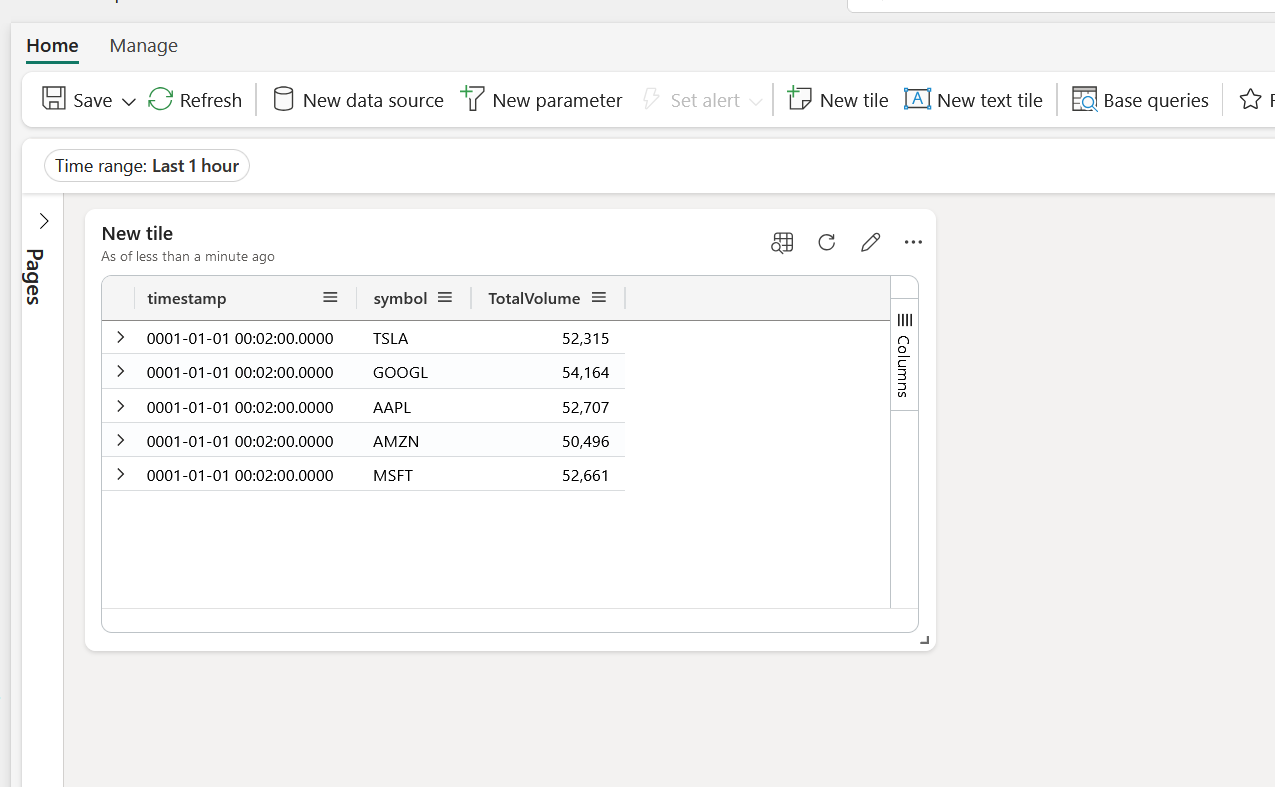 Home Manage
Save Refresh New data source New parameter Set alert New tile New text tile Base queries
Time range: Last 1 hour
Pages
New tile
As of less than a minute ago
timestamp symbol TotalVolume
0001-01-01 00:02:00.0000 TSLA 52,315
0001-01-01 00:02:00.0000 GOOGL 54,164
0001-01-01 00:02:00.0000 AAPL 52,707
0001-01-01 00:02:00.0000 AMZN 50,496
0001-01-01 00:02:00.0000 MSFT 52,661
Columns